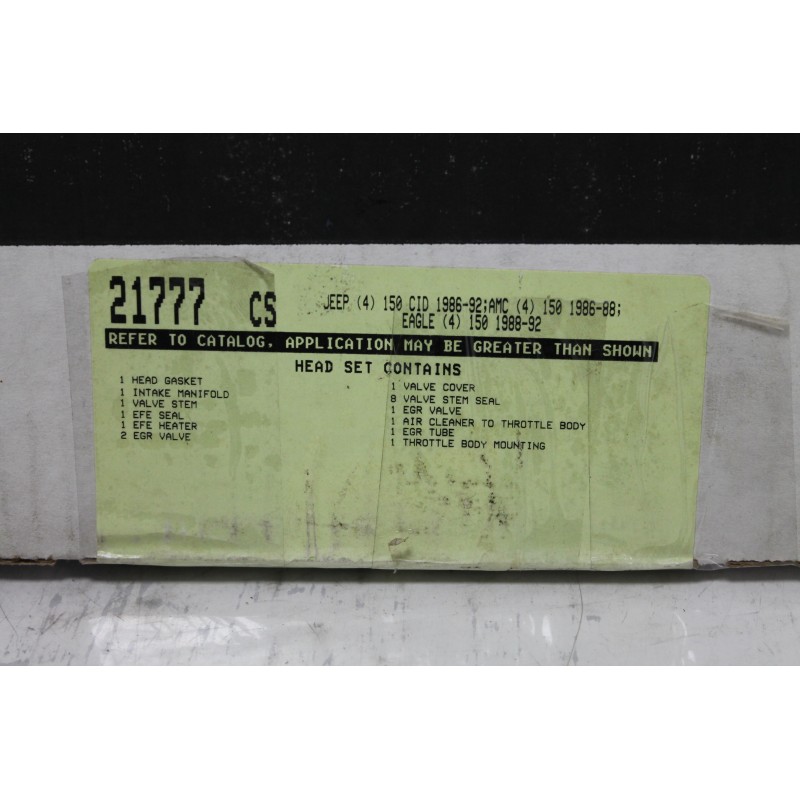 21777 CS
JEEP (4) 150 CID 1986-92;AMC (4) 150 1986-88;
EAGLE (4) 150 1988-92
REFER TO CATALOG. APPLICATION MAY BE GREATER THAN SHOWN
HEAD SET CONTAINS
1 HEAD GASKET
1 INTAKE MANIFOLD
1 VALVE STEM
1 EFE SEAL
1 EFE HEATER
2 EGR VALVE
1 VALVE COVER
8 VALVE STEM SEAL
1 EGR VALVE
1 AIR CLEANER TO THROTTLE BODY
1 EGR TUBE
1 THROTTLE BODY MOUNTING